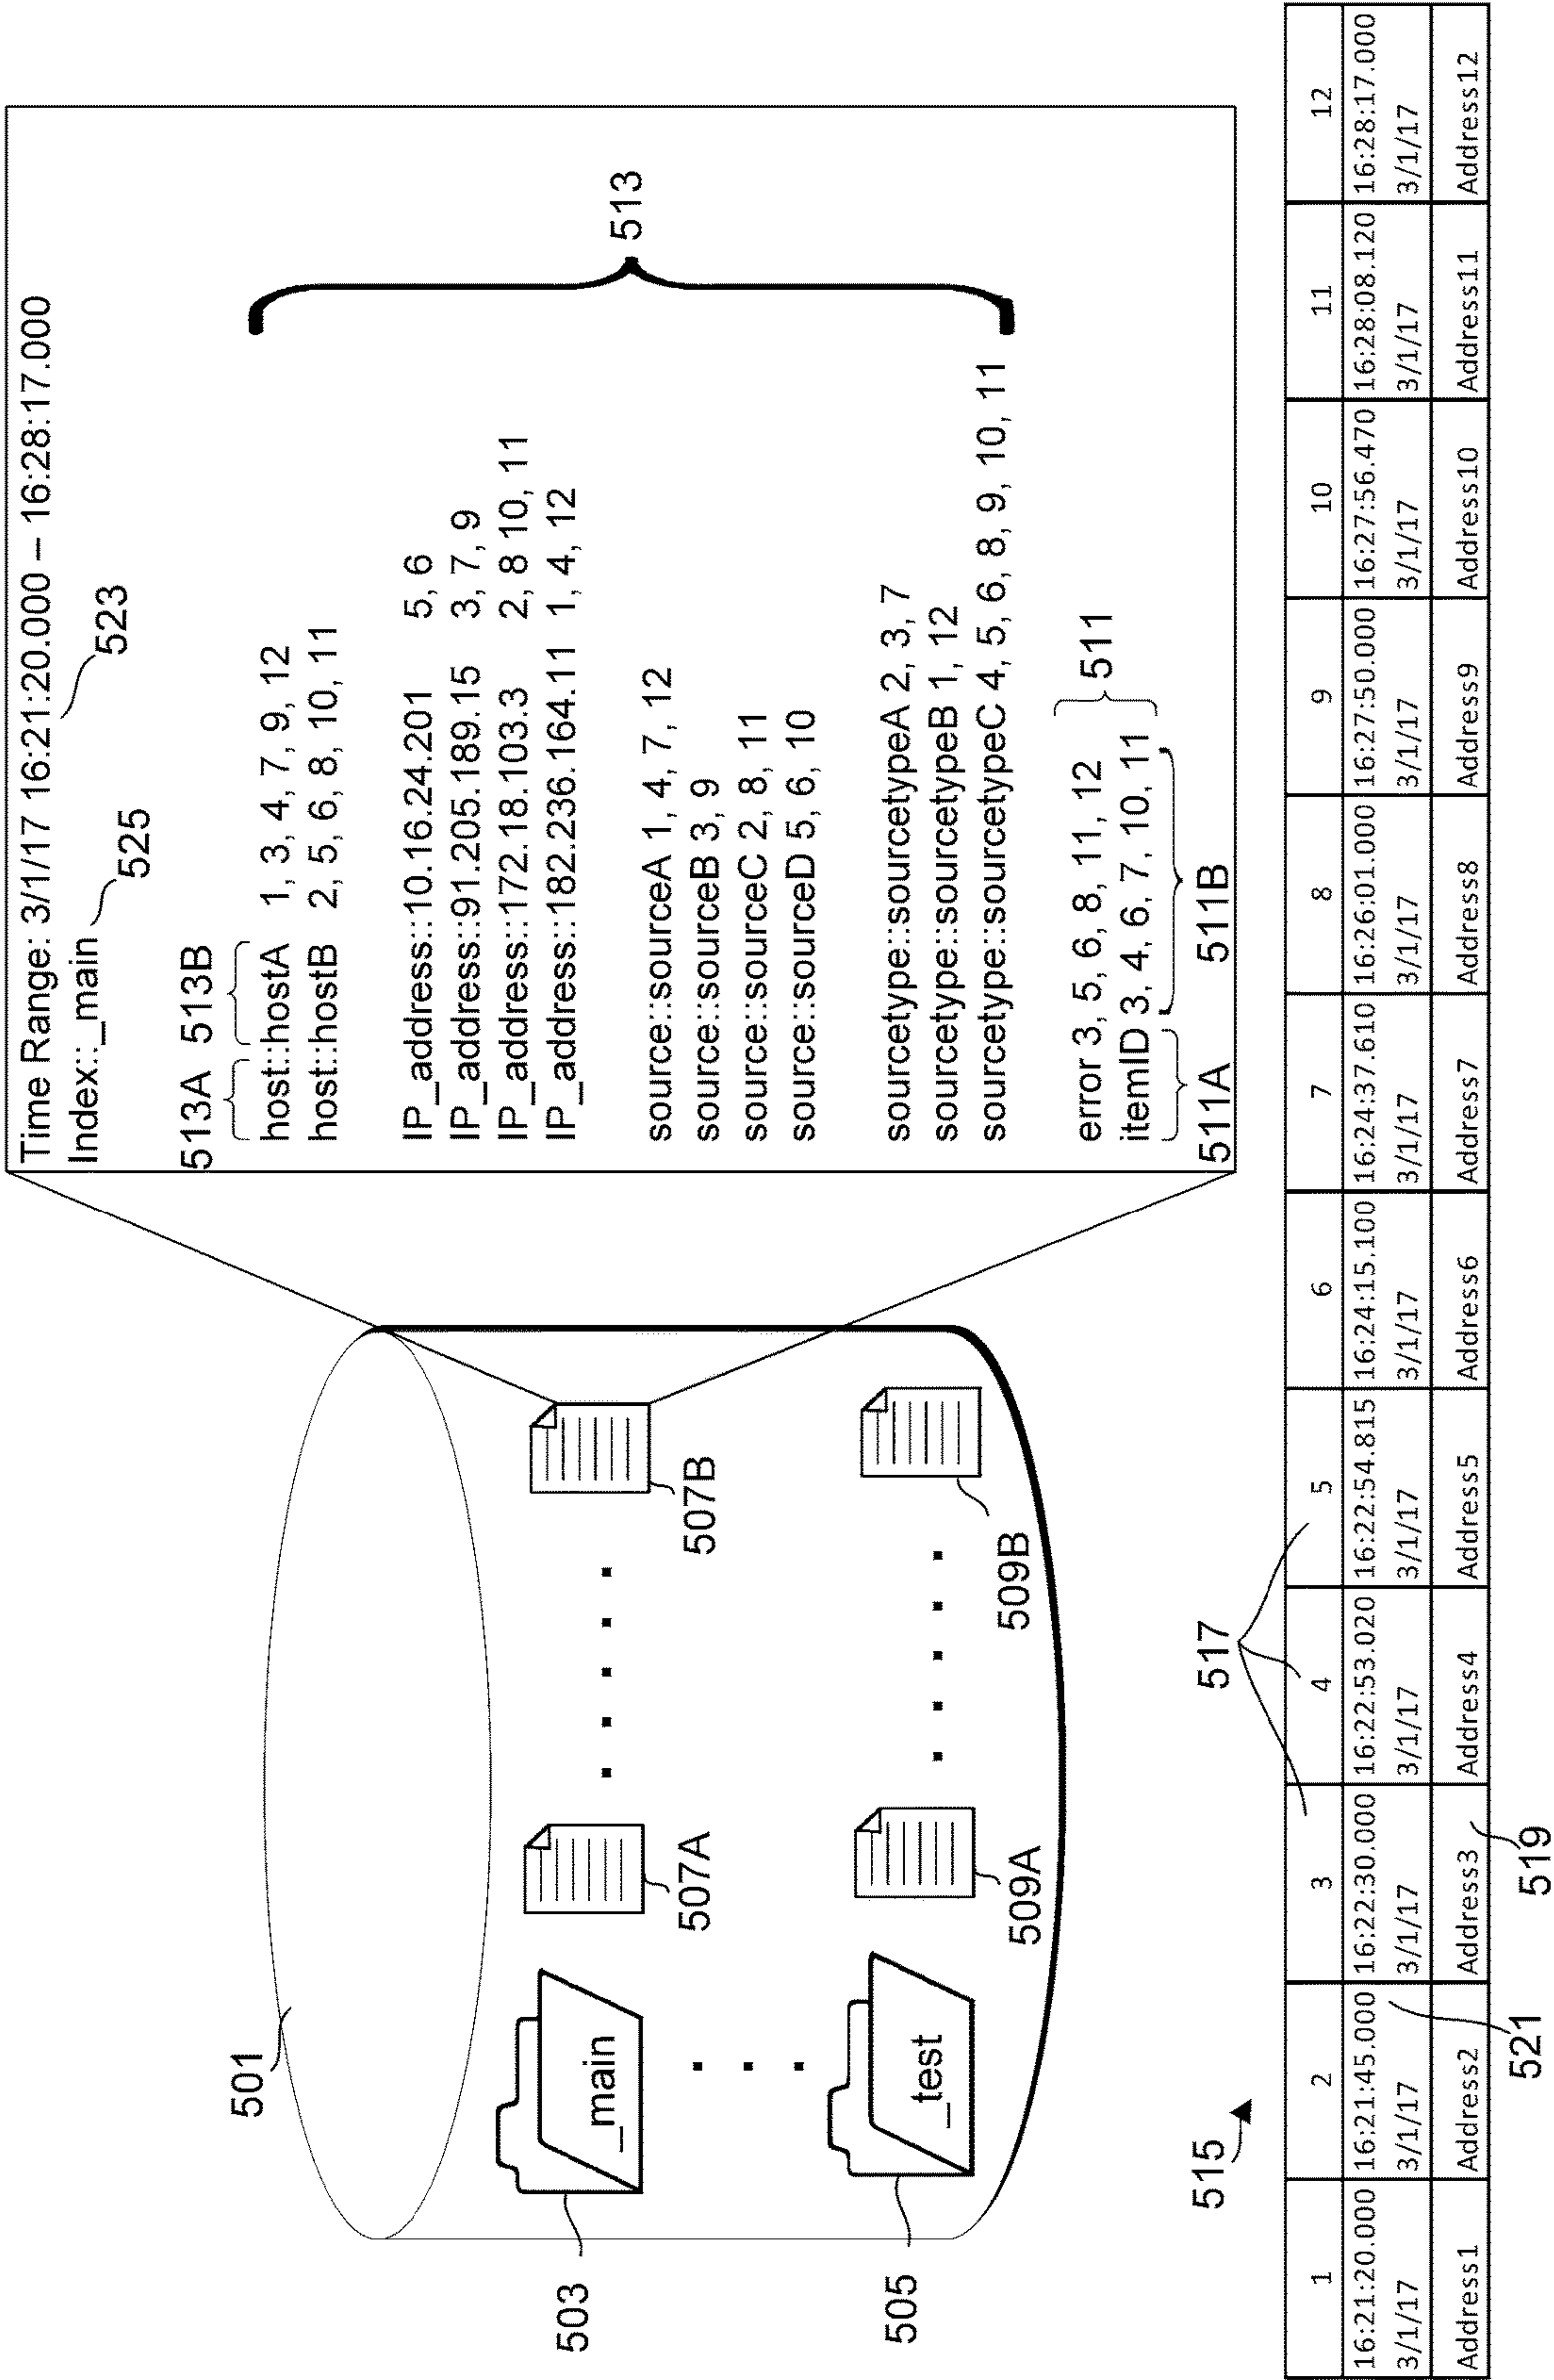 Time Range: 3/1/17 16:21:20.000 – 16:28:17.000
Index::_main
523
525
513A 513B
host::hostA 1, 3, 4, 7, 9, 12
host::hostB 2, 5, 6, 8, 10, 11
IP_address::10.16.24.201 5, 6
IP_address::91.205.189.15 3, 7, 9
IP_address::172.18.103.3 2, 8 10, 11
IP_address::182.236.164.11 1, 4, 12
513
source::sourceA 1, 4, 7, 12
source::sourceB 3, 9
source::sourceC 2, 8, 11
source::sourceD 5, 6, 10
sourcetype::sourcetypeA 2, 3, 7
sourcetype::sourcetypeB 1, 12
sourcetype::sourcetypeC 4, 5, 6, 8, 9, 10, 11
error 3, 5, 6, 8, 11, 12
itemID 3, 4, 6, 7, 10, 11
511
511A 511B
501
_main
503
507A
507B
_test
505
509A
509B
515
517
1 2 3 4 5 6 7 8 9 10 11 12
16:21:20.000 16:21:45.000 16:22:30.000 16:22:53.020 16:22:54.815 16:24:15.100 16:24:37.610 16:26:01.000 16:27:50.000 16:27:56.470 16:28:08.120 16:28:17.000
3/1/17 3/1/17 3/1/17 3/1/17 3/1/17 3/1/17 3/1/17 3/1/17 3/1/17 3/1/17 3/1/17 3/1/17
Address1 Address2 Address3 Address4 Address5 Address6 Address7 Address8 Address9 Address10 Address11 Address12
521
519